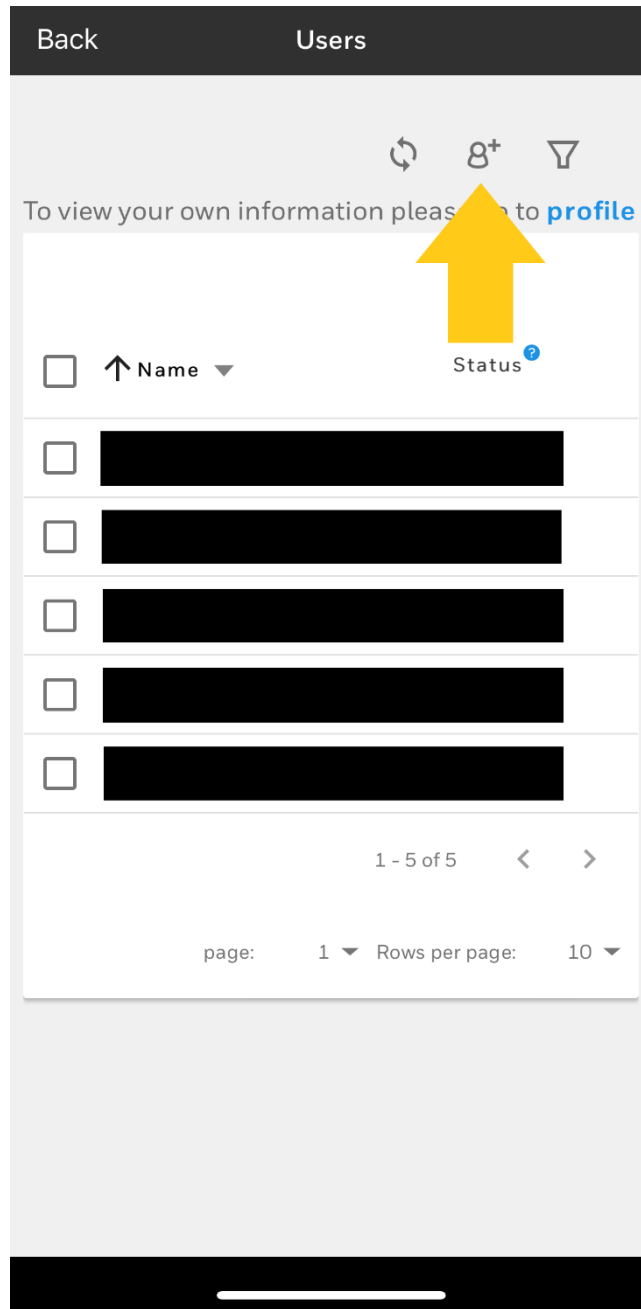 Back Users
To view your own information pleas to profile
Name Status ?
1 - 5 of 5
page: 1 Rows per page: 10